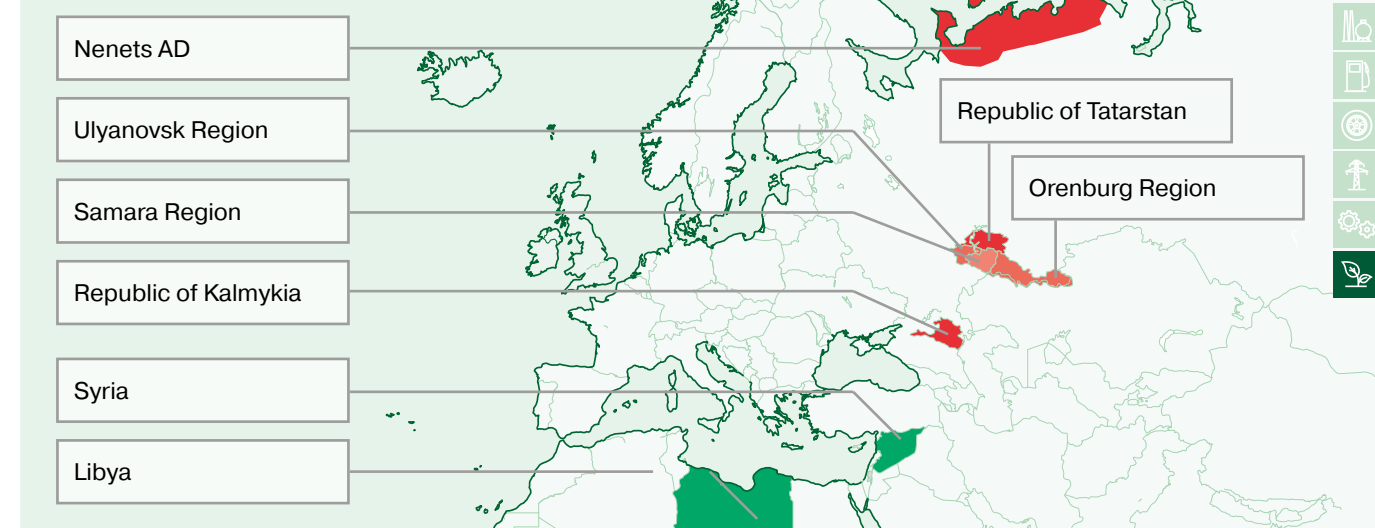 Nenets AD
Ulyanovsk Region
Samara Region
Republic of Kalmykia
Syria
Libya
Republic of Tatarstan
Orenburg Region